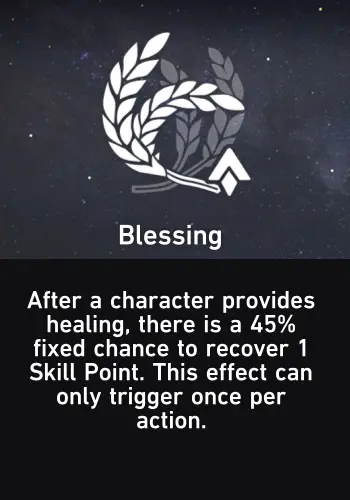 Blessing
After a character provides
healing, there is a 45%
fixed chance to recover 1
Skill Point. This effect can
only trigger once per
action.